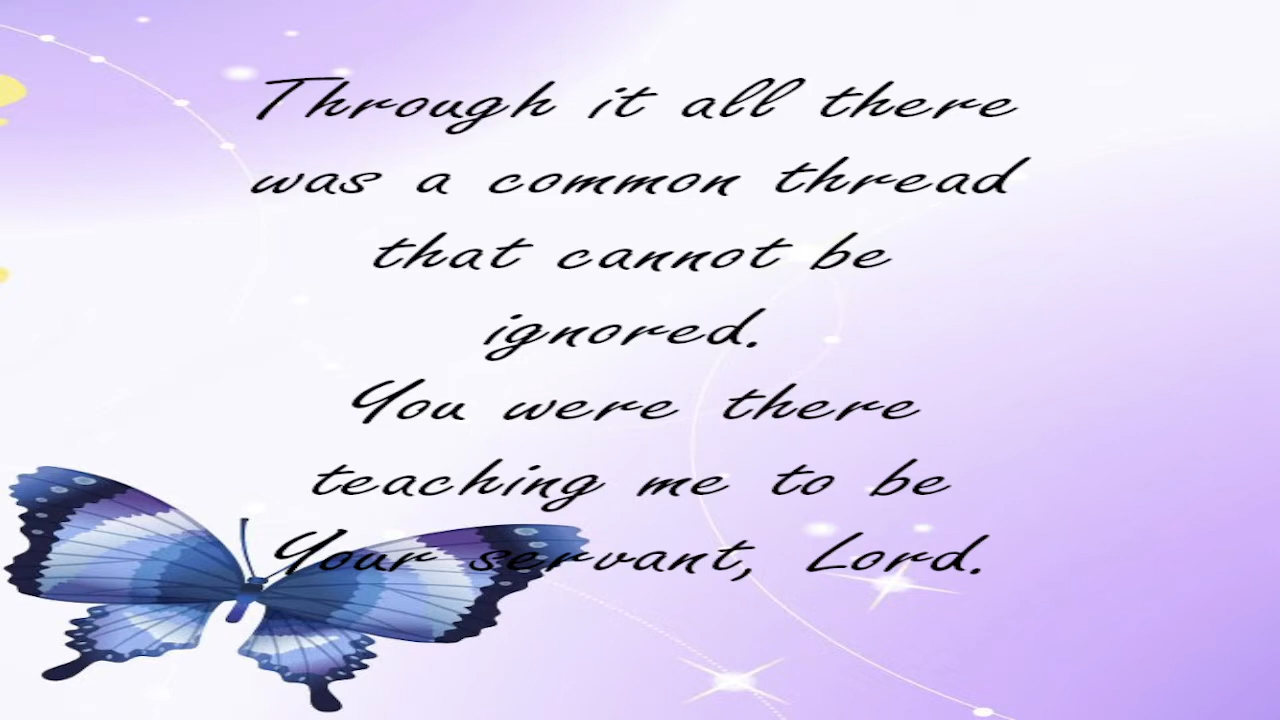 Through it all there
was a common thread
that cannot be
ignored.
You were there
teaching me to be
Your servant, Lord.